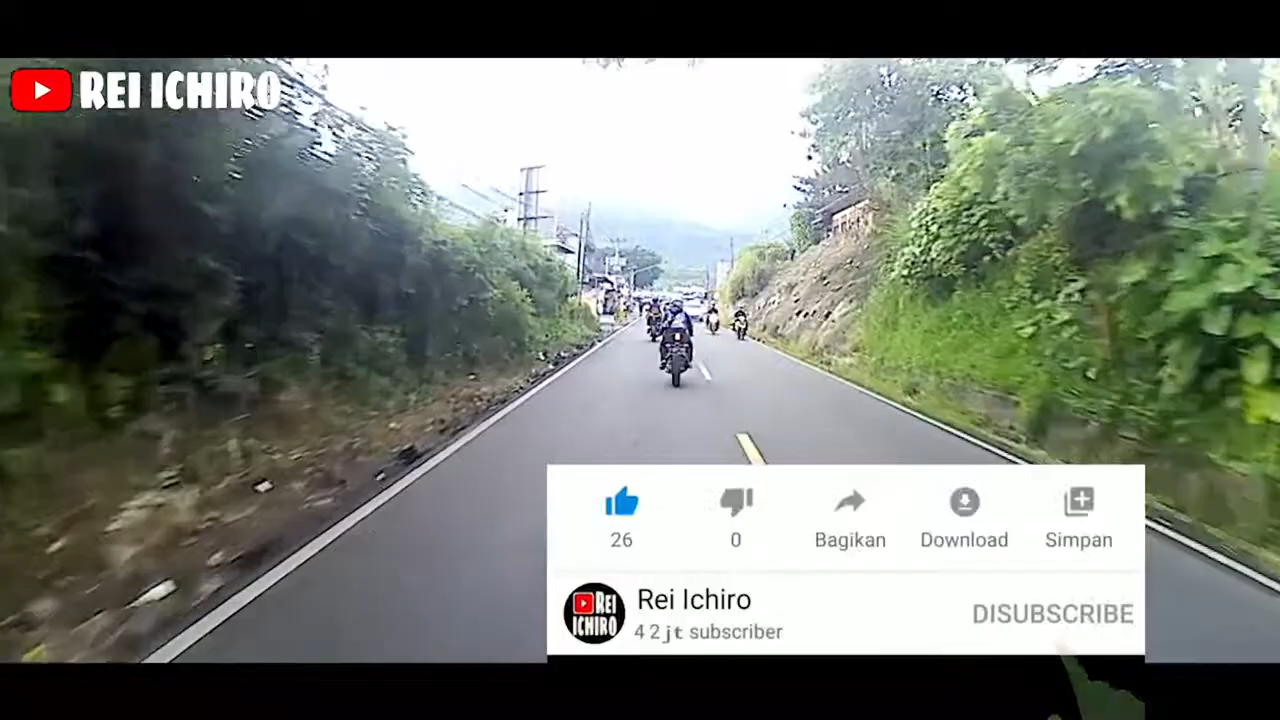 REI ICHIRO
26
0
Bagikan
Download
Simpan
REI
ICHIRO
Rei Ichiro
4 2 jt subscriber
DISUBSCRIBE